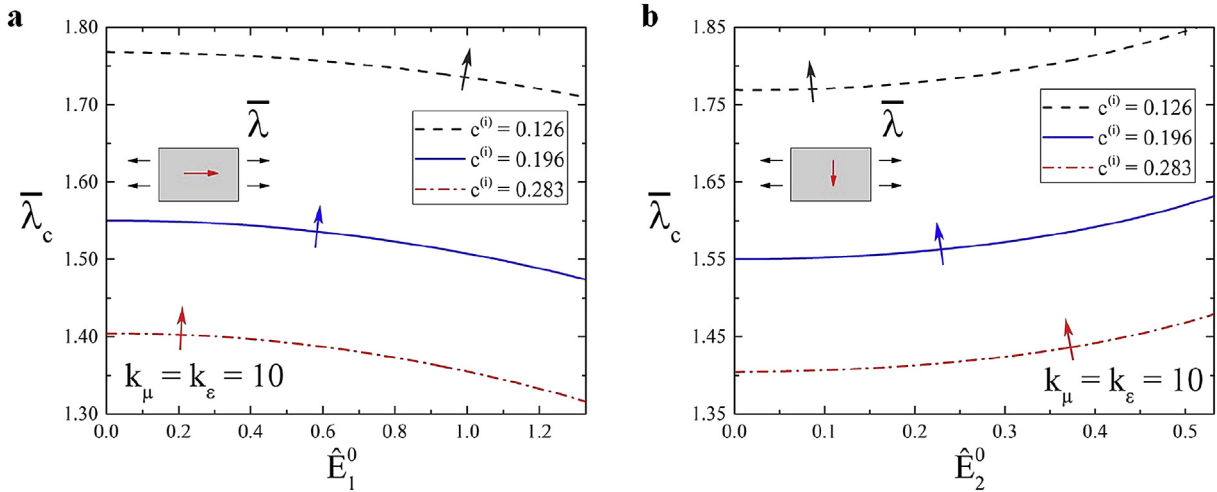 a
1.80
1.70
1.60
1.50
1.40
1.30
λ̅c
λ̅
c⁽ⁱ⁾ = 0.126
c⁽ⁱ⁾ = 0.196
c⁽ⁱ⁾ = 0.283
kμ = kε = 10
0.0 0.2 0.4 0.6 0.8 1.0 1.2
Ê₁⁰
b
1.85
1.75
1.65
1.55
1.45
1.35
λ̅c
λ̅
c⁽ⁱ⁾ = 0.126
c⁽ⁱ⁾ = 0.196
c⁽ⁱ⁾ = 0.283
kμ = kε = 10
0.0 0.1 0.2 0.3 0.4 0.5
Ê₂⁰